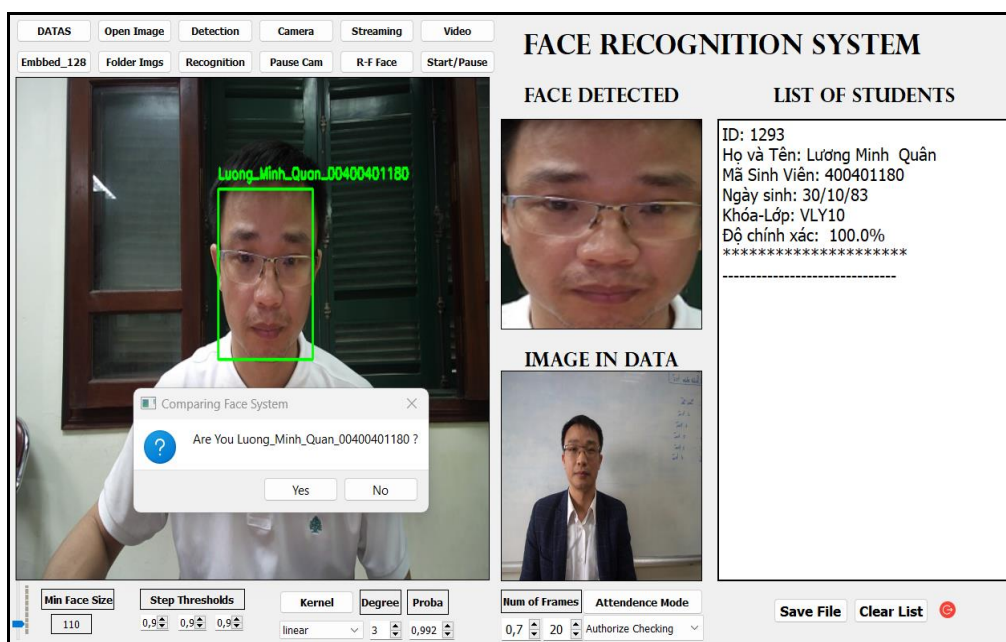 DATAS Open Image Detection Camera Streaming Video
Embbed_128 Folder Imgs Recognition Pause Cam R-F Face Start/Pause
FACE RECOGNITION SYSTEM
FACE DETECTED
LIST OF STUDENTS
Luong_Minh_Quan_00400401180
ID: 1293
Họ và Tên: Lương Minh Quân
Mã Sinh Viên: 400401180
Ngày sinh: 30/10/83
Khóa-Lớp: VLY10
Độ chính xác: 100.0%
*********************
--------------------------------
IMAGE IN DATA
Comparing Face System
Are You Luong_Minh_Quan_00400401180 ?
Yes No
Min Face Size Step Thresholds Kernel Degree Proba
110 0,9 0,9 0,9 linear 3 0,992
Num of Frames Attendence Mode
0,7 20 Authorize Checking
Save File Clear List